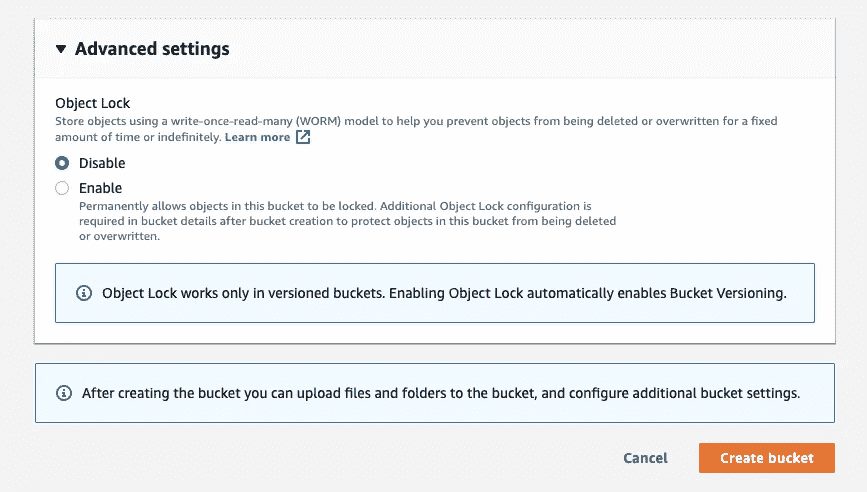 Advanced settings
Object Lock
Store objects using a write-once-read-many (WORM) model to help you prevent objects from being deleted or overwritten for a fixed
amount of time or indefinitely. Learn more
Disable
Enable
Permanently allows objects in this bucket to be locked. Additional Object Lock configuration is
required in bucket details after bucket creation to protect objects in this bucket from being deleted
or overwritten.
Object Lock works only in versioned buckets. Enabling Object Lock automatically enables Bucket Versioning.
After creating the bucket you can upload files and folders to the bucket, and configure additional bucket settings.
Cancel Create bucket